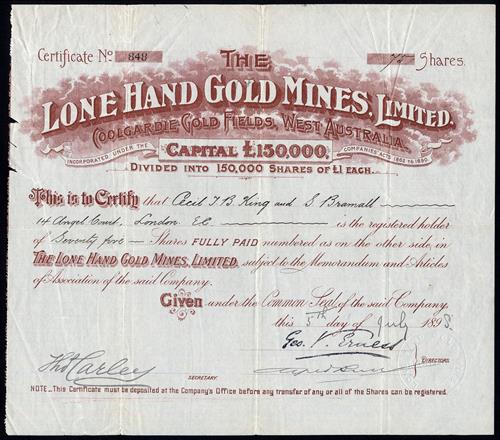 Certificate No 848
75 Shares.
THE
LONE HAND GOLD MINES, LIMITED.
COOLGARDIE GOLD FIELDS, WEST AUSTRALIA.
INCORPORATED UNDER THE COMPANIES ACTS 1862 TO 1890.
CAPITAL £150,000.
DIVIDED INTO 150,000 SHARES OF £1 EACH.
This is to Certify that Cecil T B King and S Bramall
14 Angel Court, London E.C. is the registered holder
of Seventy five SHARES FULLY PAID numbered as on the other side, in
THE LONE HAND GOLD MINES, LIMITED, subject to the Memorandum and Articles
of Association of the said Company.
Given under the Common Seal of the said Company,
this 5th day of July 1898
Geo. V.
DIRECTORS.
Thos Carley
SECRETARY.
NOTE...This Certificate must be deposited at the Company's Office before any transfer of any or all of the Shares can be registered.